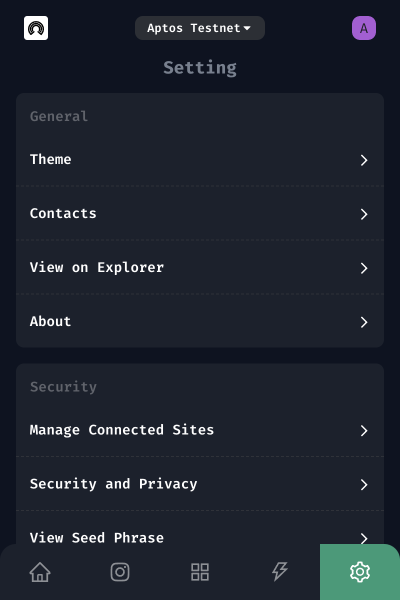 Aptos Testnet
A
Setting
General
Theme
Contacts
View on Explorer
About
Security
Manage Connected Sites
Security and Privacy
View Seed Phrase